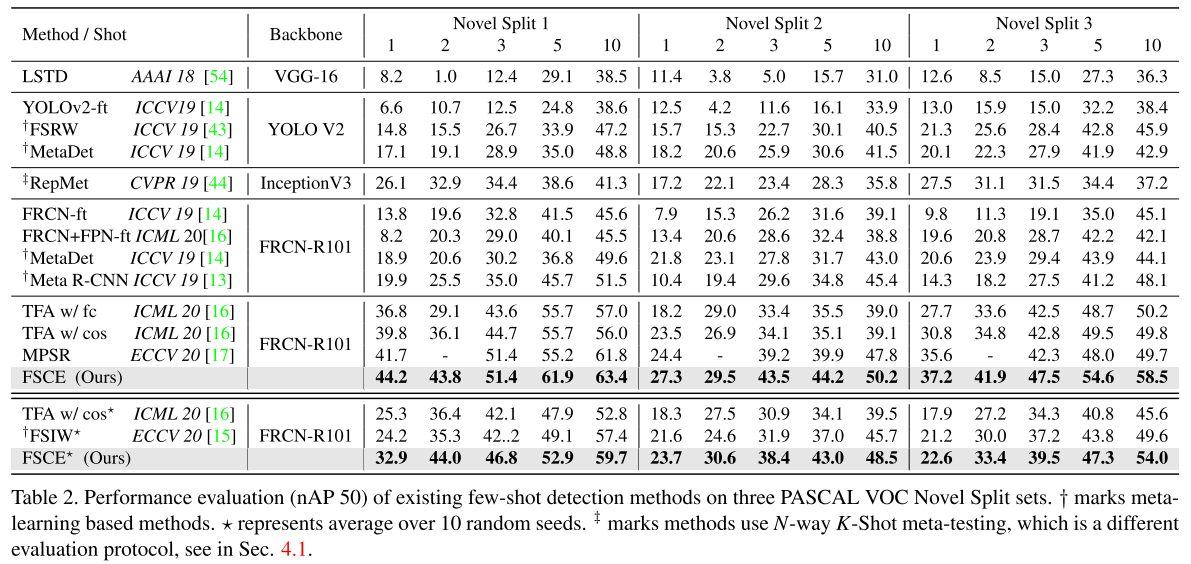 Method / Shot Backbone Novel Split 1 Novel Split 2 Novel Split 3
1 2 3 5 10 1 2 3 5 10 1 2 3 5 10
LSTD AAAI 18 [54] VGG-16 8.2 1.0 12.4 29.1 38.5 11.4 3.8 5.0 15.7 31.0 12.6 8.5 15.0 27.3 36.3
YOLOv2-ft ICCV19 [14] 6.6 10.7 12.5 24.8 38.6 12.5 4.2 11.6 16.1 33.9 13.0 15.9 15.0 32.2 38.4
†FSRW ICCV 19 [43] YOLO V2 14.8 15.5 26.7 33.9 47.2 15.7 15.3 22.7 30.1 40.5 21.3 25.6 28.4 42.8 45.9
†MetaDet ICCV 19 [14] 17.1 19.1 28.9 35.0 48.8 18.2 20.6 25.9 30.6 41.5 20.1 22.3 27.9 41.9 42.9
‡RepMet CVPR 19 [44] InceptionV3 26.1 32.9 34.4 38.6 41.3 17.2 22.1 23.4 28.3 35.8 27.5 31.1 31.5 34.4 37.2
FRCN-ft ICCV 19 [14] 13.8 19.6 32.8 41.5 45.6 7.9 15.3 26.2 31.6 39.1 9.8 11.3 19.1 35.0 45.1
FRCN+FPN-ft ICML 20[16] FRCN-R101 8.2 20.3 29.0 40.1 45.5 13.4 20.6 28.6 32.4 38.8 19.6 20.8 28.7 42.2 42.1
†MetaDet ICCV 19 [14] 18.9 20.6 30.2 36.8 49.6 21.8 23.1 27.8 31.7 43.0 20.6 23.9 29.4 43.9 44.1
†Meta R-CNN ICCV 19 [13] 19.9 25.5 35.0 45.7 51.5 10.4 19.4 29.6 34.8 45.4 14.3 18.2 27.5 41.2 48.1
TFA w/ fc ICML 20 [16] 36.8 29.1 43.6 55.7 57.0 18.2 29.0 33.4 35.5 39.0 27.7 33.6 42.5 48.7 50.2
TFA w/ cos ICML 20 [16] FRCN-R101 39.8 36.1 44.7 55.7 56.0 23.5 26.9 34.1 35.1 39.1 30.8 34.8 42.8 49.5 49.8
MPSR ECCV 20 [17] 41.7 - 51.4 55.2 61.8 24.4 - 39.2 39.9 47.8 35.6 - 42.3 48.0 49.7
FSCE (Ours) 44.2 43.8 51.4 61.9 63.4 27.3 29.5 43.5 44.2 50.2 37.2 41.9 47.5 54.6 58.5
TFA w/ cos⋆ ICML 20 [16] 25.3 36.4 42.1 47.9 52.8 18.3 27.5 30.9 34.1 39.5 17.9 27.2 34.3 40.8 45.6
†FSIW⋆ ECCV 20 [15] FRCN-R101 24.2 35.3 42..2 49.1 57.4 21.6 24.6 31.9 37.0 45.7 21.2 30.0 37.2 43.8 49.6
FSCE⋆ (Ours) 32.9 44.0 46.8 52.9 59.7 23.7 30.6 38.4 43.0 48.5 22.6 33.4 39.5 47.3 54.0
Table 2. Performance evaluation (nAP 50) of existing few-shot detection methods on three PASCAL VOC Novel Split sets. † marks meta-
learning based methods. ⋆ represents average over 10 random seeds. ‡ marks methods use N-way K-Shot meta-testing, which is a different
evaluation protocol, see in Sec. 4.1.